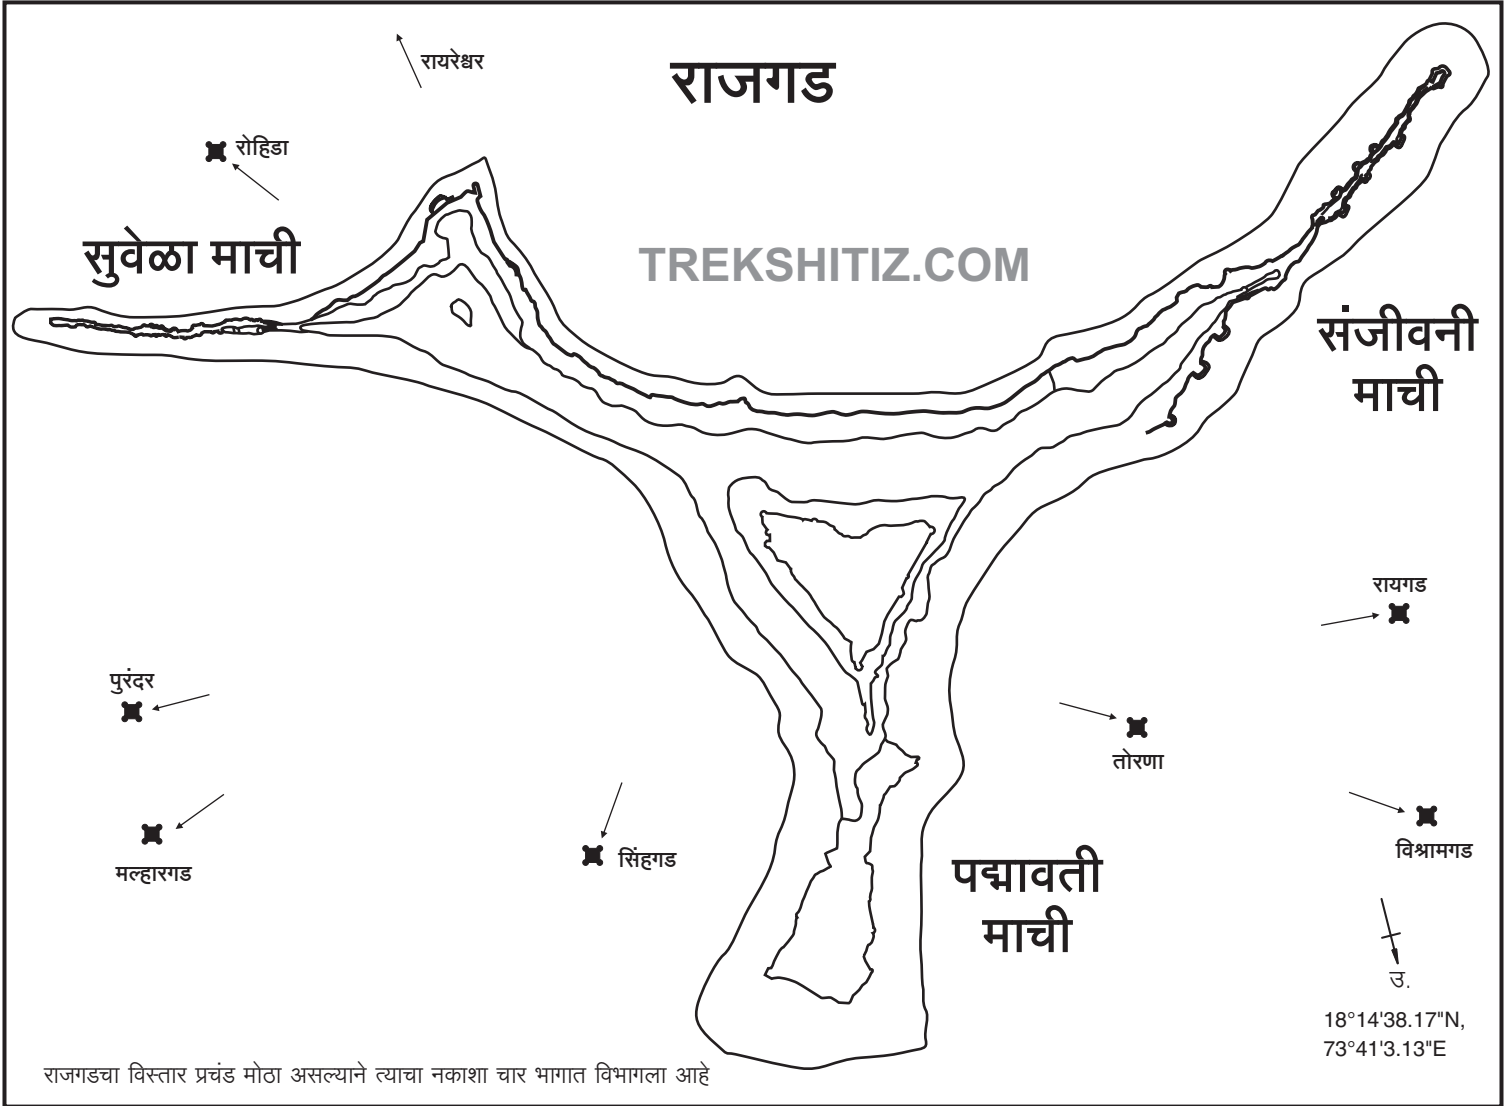 रायरेश्वर
राजगड
रोहिडा
सुवेळा माची
TREKSHITIZ.COM
संजीवनी
माची
रायगड
पुरंदर
तोरणा
मल्हारगड
सिंहगड
विश्रामगड
पद्मावती
माची
उ.
18°14'38.17"N,
73°41'3.13"E
राजगडचा विस्तार प्रचंड मोठा असल्याने त्याचा नकाशा चार भागात विभागला आहे